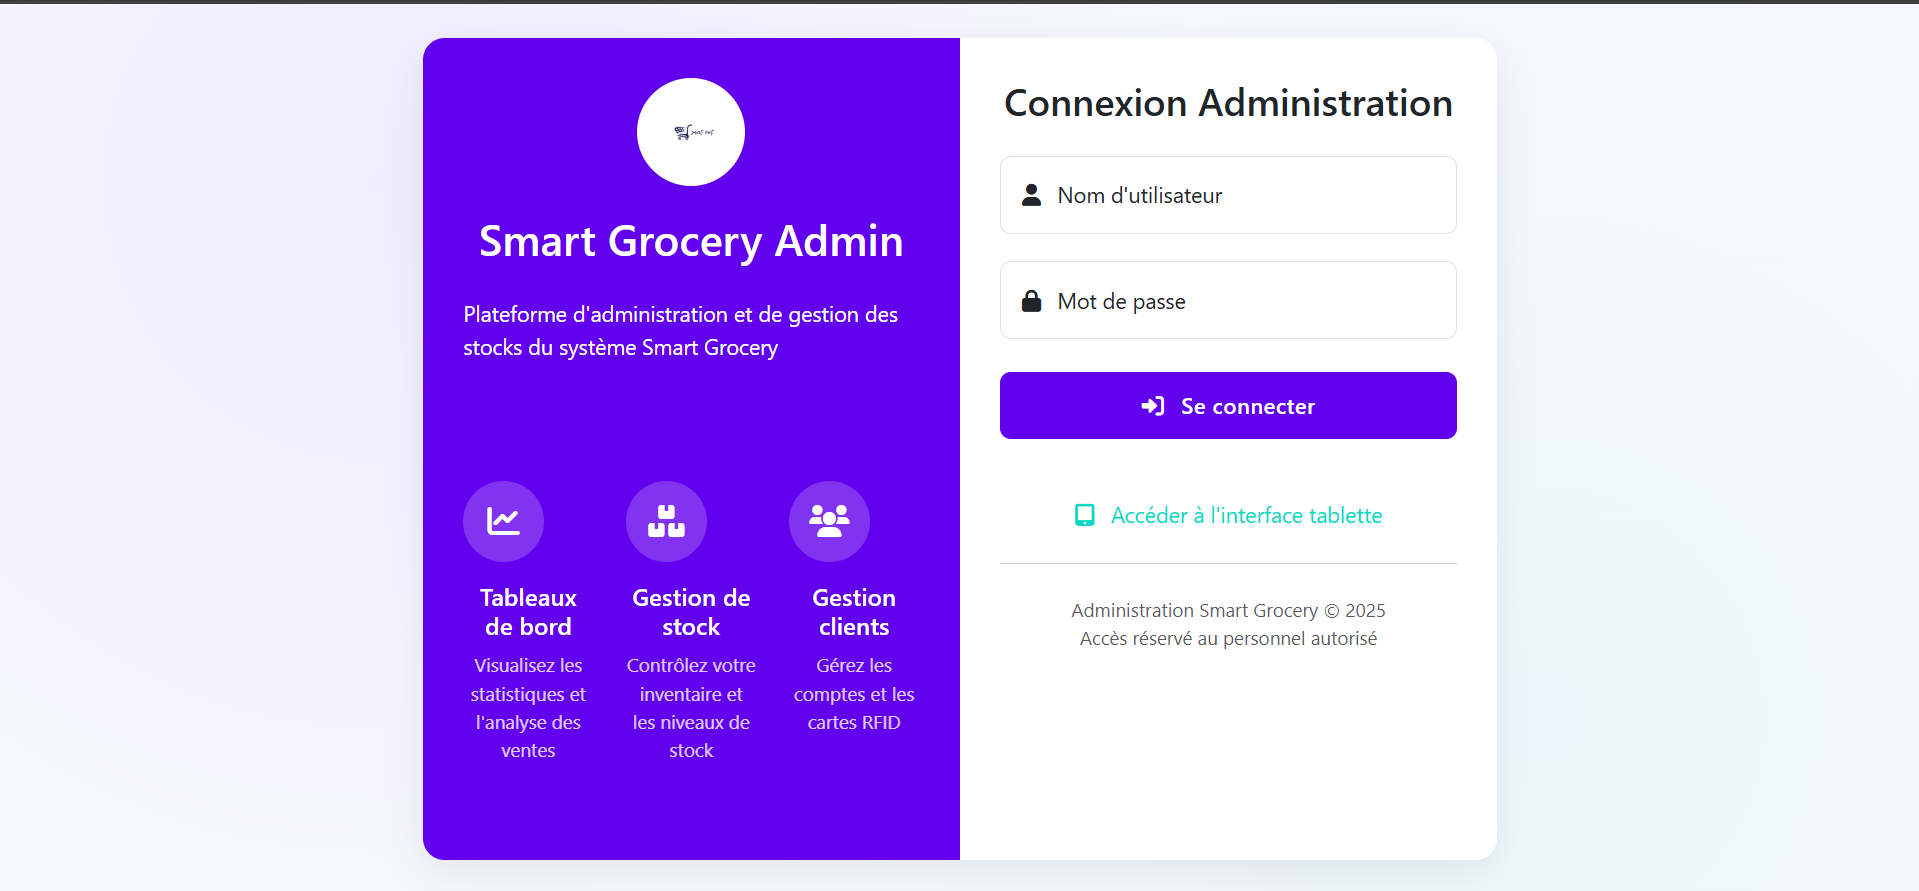 Smart Grocery Admin
Plateforme d'administration et de gestion des
stocks du système Smart Grocery
Tableaux
de bord
Visualisez les
statistiques et
l'analyse des
ventes
Gestion de
stock
Contrôlez votre
inventaire et
les niveaux de
stock
Gestion
clients
Gérez les
comptes et les
cartes RFID
Connexion Administration
Nom d'utilisateur
Mot de passe
Se connecter
Accéder à l'interface tablette
Administration Smart Grocery © 2025
Accès réservé au personnel autorisé